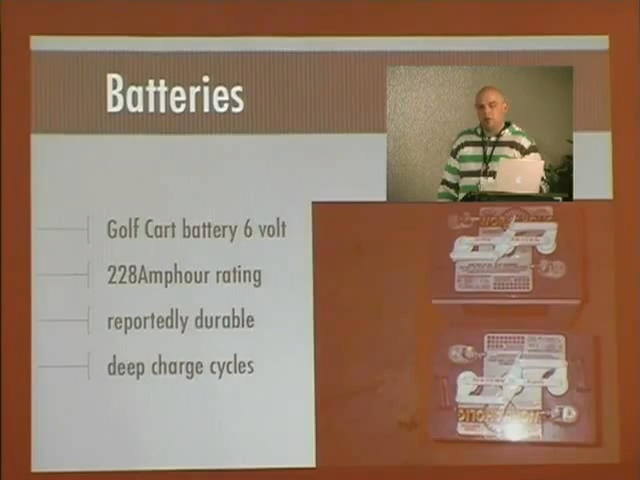 Batteries
Golf Cart battery 6 volt
228Amphour rating
reportedly durable
deep charge cycles